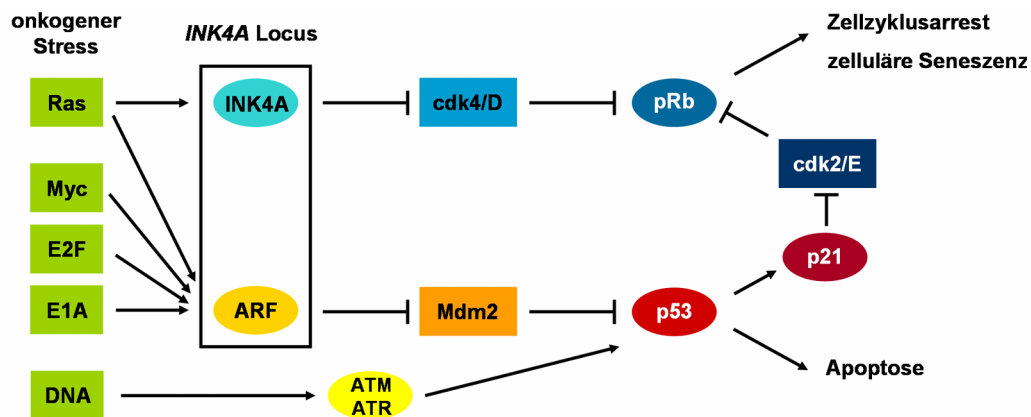 onkogener
Stress
INK4A Locus
Zellzyklusarrest
zelluläre Seneszenz
Ras
INK4A
cdk4/D
pRb
Myc
cdk2/E
E2F
p21
E1A
ARF
Mdm2
p53
DNA
ATM
ATR
Apoptose